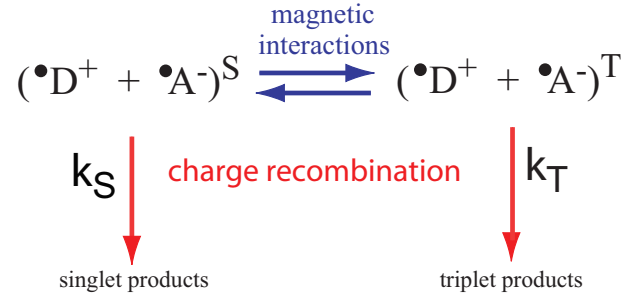 magnetic
interactions
(•D⁺ + •A⁻)ˢ (•D⁺ + •A⁻)ᵀ
kS charge recombination kT
singlet products triplet products